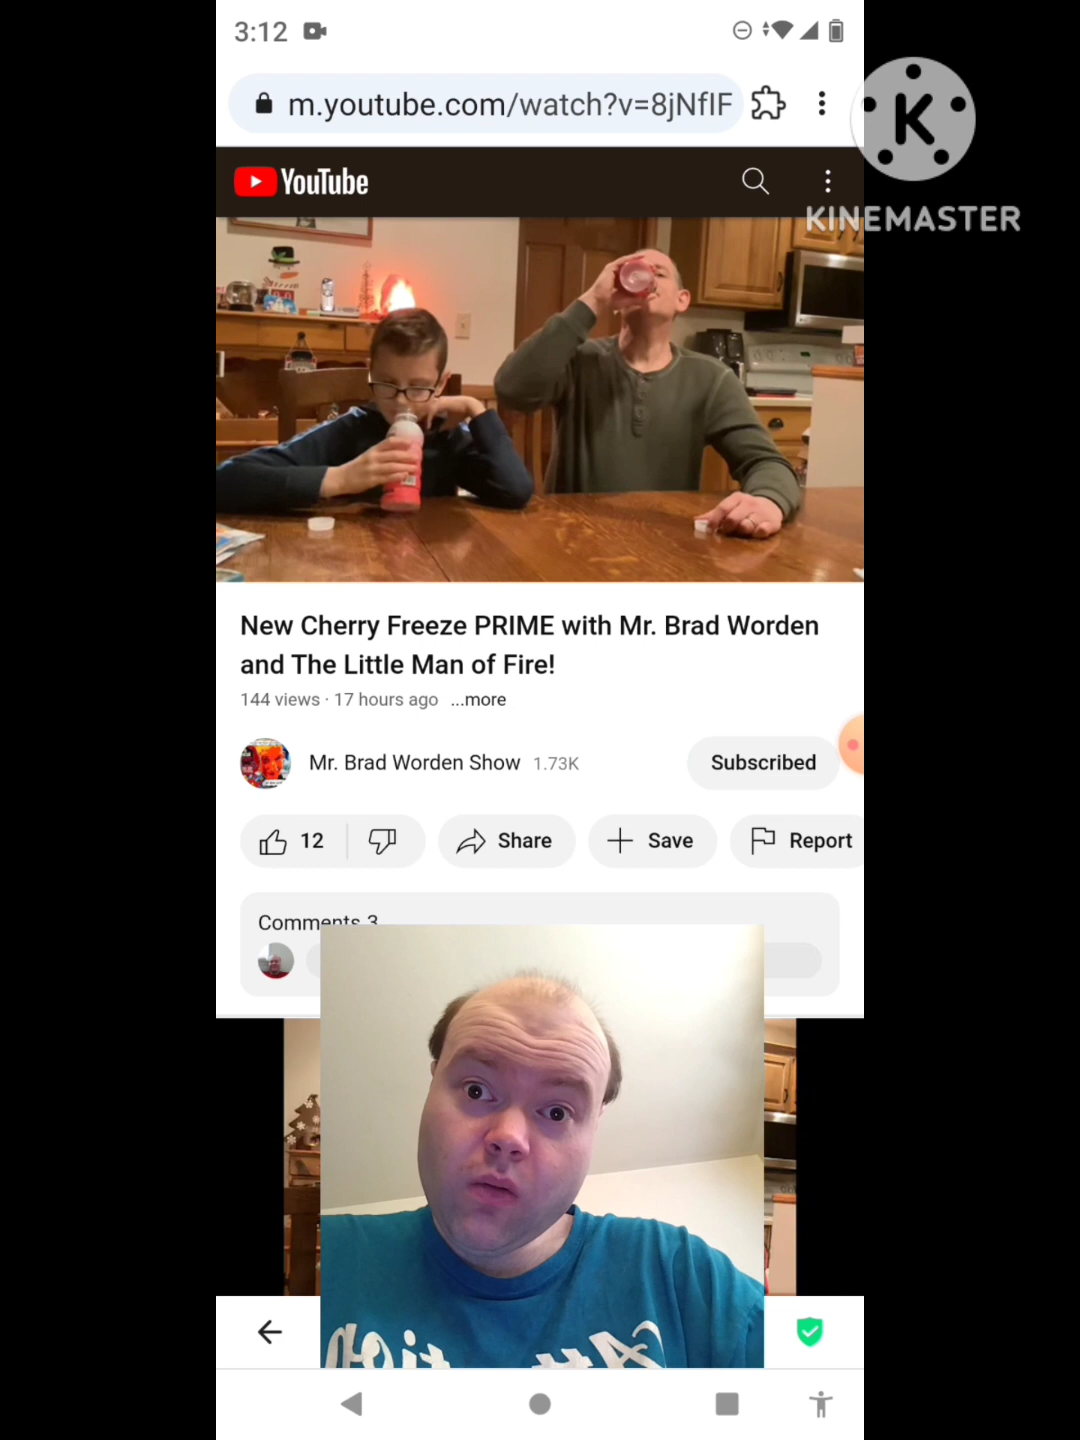 3:12
m.youtube.com/watch?v=8jNfIF
K
KINEMASTER
YouTube
New Cherry Freeze PRIME with Mr. Brad Worden
and The Little Man of Fire!
144 views · 17 hours ago ...more
Mr. Brad Worden Show 1.73K
Subscribed
12
Share
Save
Report
Comments 3